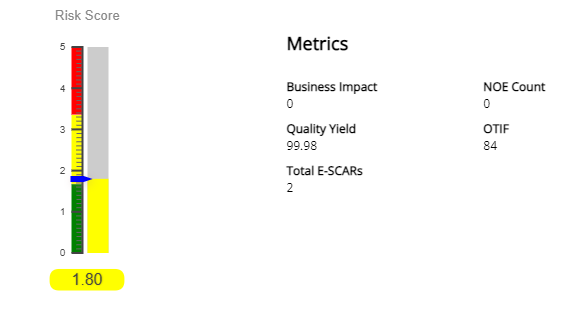 Risk Score
5
4
3
2
1
0
1.80
Metrics
Business Impact
0
NOE Count
0
Quality Yield
99.98
OTIF
84
Total E-SCARs
2